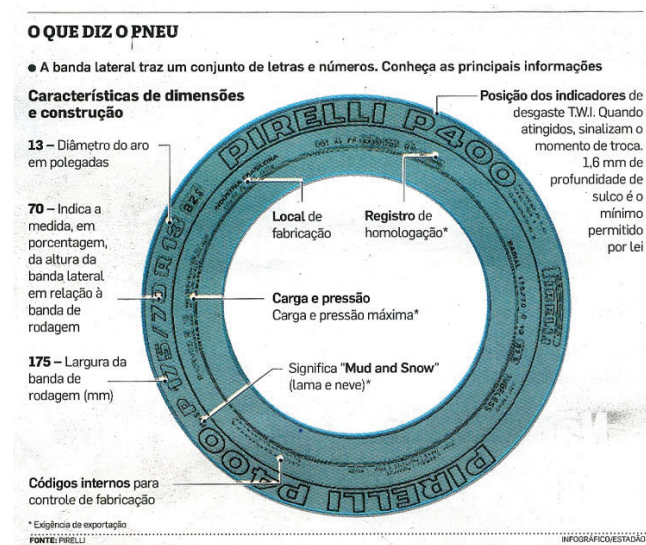 O QUE DIZ O PNEU
● A banda lateral traz um conjunto de letras e números. Conheça as principais informações
Características de dimensões
e construção
13 – Diâmetro do aro
em polegadas
70 – Indica a
medida, em
porcentagem,
da altura da
banda lateral
em relação à
banda de
rodagem
175 – Largura da
banda de
rodagem (mm)
Códigos internos para
controle de fabricação
Local de
fabricação
Registro de
homologação*
Carga e pressão
Carga e pressão máxima*
Significa "Mud and Snow"
(lama e neve)*
Posição dos indicadores de
desgaste T.W.I. Quando
atingidos, sinalizam o
momento de troca.
1,6 mm de
profundidade de
sulco é o
mínimo
permitido
por lei
PIRELLI P400
175/70 R 13 82S
PIRELLI
PIRELLI P400
* Exigência de exportação
FONTE: PIRELLI
INFOGRÁFICO/ESTADÃO